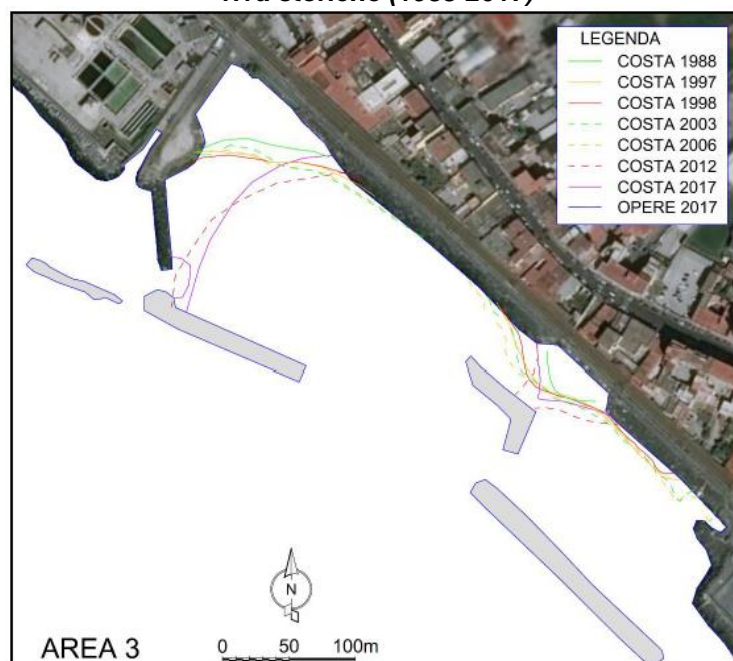 LEGENDA
COSTA 1988
COSTA 1997
COSTA 1998
COSTA 2003
COSTA 2006
COSTA 2012
COSTA 2017
OPERE 2017
N
AREA 3
0 50 100m